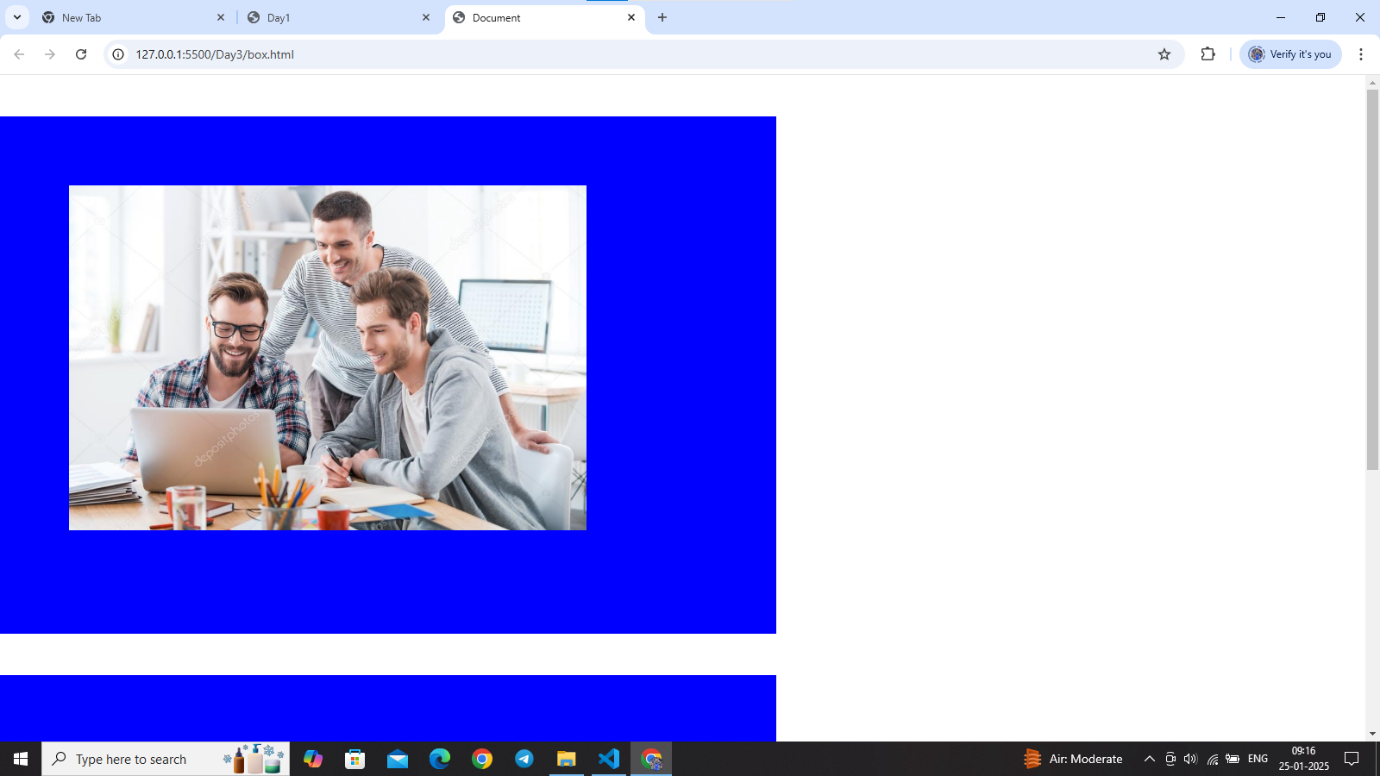 New Tab
Day1
Document
127.0.0.1:5500/Day3/box.html
Verify it's you
depositphotos
Type here to search
Air: Moderate
ENG
09:16
25-01-2025